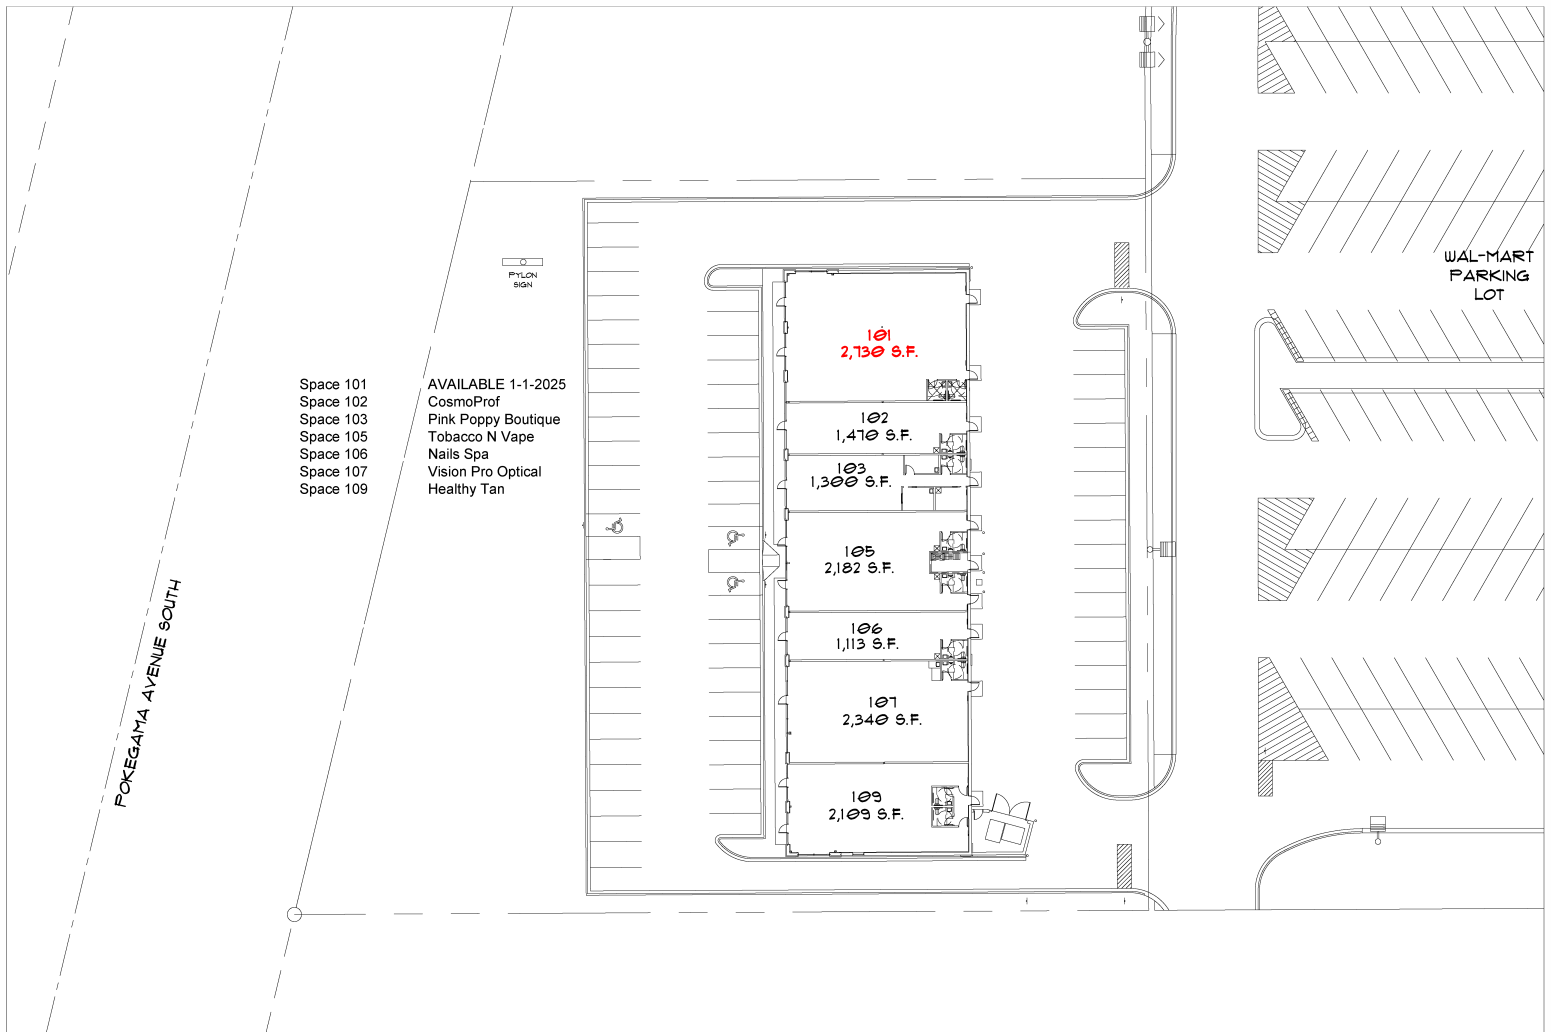 WAL-MART
PARKING
LOT
PYLON
SIGN
101
2,730 S.F.
Space 101 AVAILABLE 1-1-2025
Space 102 CosmoProf
Space 103 Pink Poppy Boutique
Space 105 Tobacco N Vape
Space 106 Nails Spa
Space 107 Vision Pro Optical
Space 109 Healthy Tan
102
1,470 S.F.
103
1,300 S.F.
105
2,182 S.F.
106
1,113 S.F.
107
2,340 S.F.
109
2,109 S.F.
POKEGAMA AVENUE SOUTH